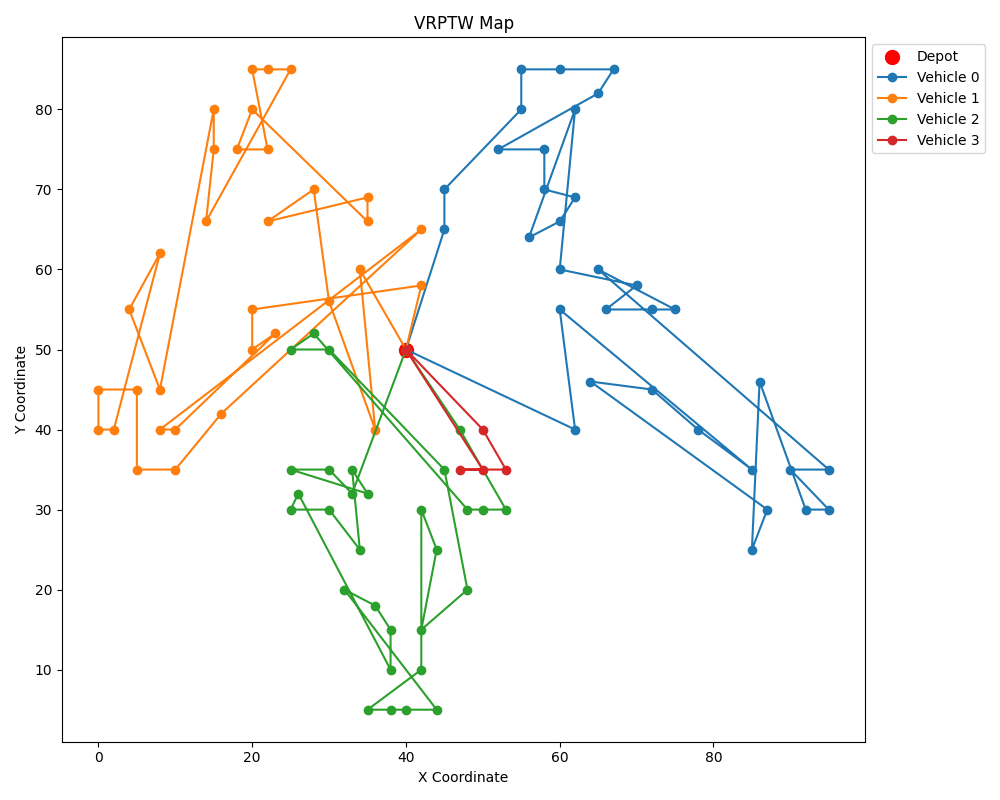 VRPTW Map
Depot
Vehicle 0
Vehicle 1
Vehicle 2
Vehicle 3
Y Coordinate
80
70
60
50
40
30
20
10
0
20
40
60
80
X Coordinate